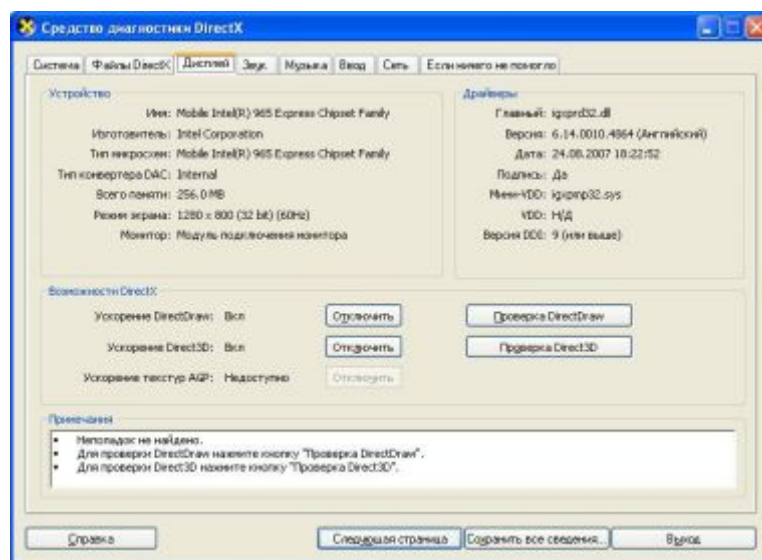 Средство диагностики DirectX
Система Файлы DirectX Дисплей Звук Музыка Ввод Сеть Если ничего не помогло
Устройство
Имя: Mobile Intel(R) 965 Express Chipset Family
Изготовитель: Intel Corporation
Тип микросхем: Mobile Intel(R) 965 Express Chipset Family
Тип конвертера DAC: Internal
Всего памяти: 256.0 MB
Режим экрана: 1280 x 800 (32 bit) (60Hz)
Монитор: Модуль подключения монитора
Драйверы
Главный: igxprd32.dll
Версия: 6.14.0010.4864 (Английский)
Дата: 24.08.2007 18:22:52
Подпись: Да
Мини-VDD: igxpmp32.sys
VDD: Н/Д
Версия DDI: 9 (или выше)
Возможности DirectX
Ускорение DirectDraw: Вкл Отключить Проверка DirectDraw
Ускорение Direct3D: Вкл Отключить Проверка Direct3D
Ускорение текстур AGP: Недоступно Отключить
Примечания
• Неполадок не найдено.
• Для проверки DirectDraw нажмите кнопку "Проверка DirectDraw".
• Для проверки Direct3D нажмите кнопку "Проверка Direct3D".
Справка Следующая страница Сохранить все сведения... Выход